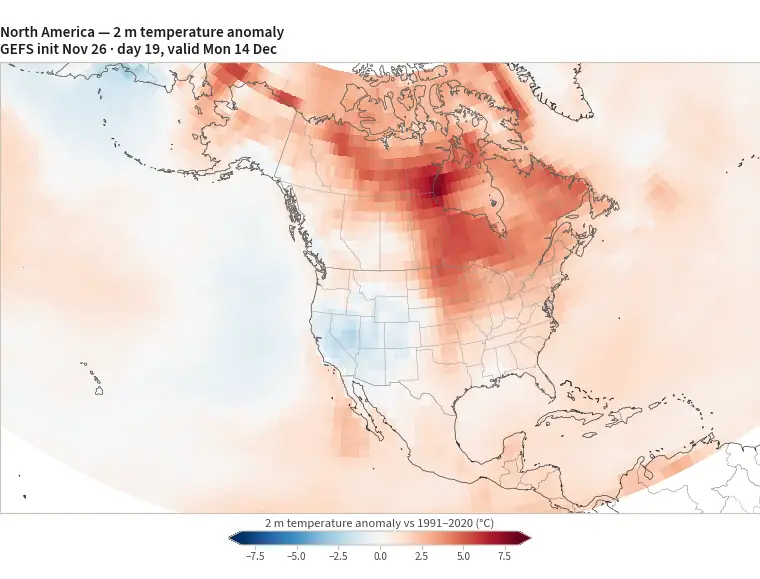 North America — 2 m temperature anomaly
GEFS init Nov 26 · day 19, valid Mon 14 Dec
2 m temperature anomaly vs 1991–2020 (°C)
−7.5 −5.0 −2.5 0.0 2.5 5.0 7.5